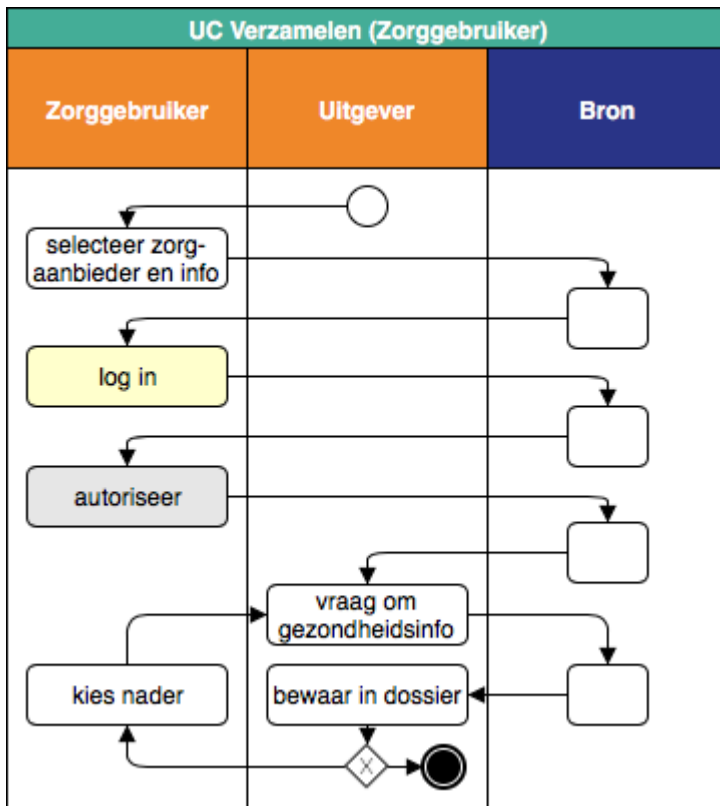 UC Verzamelen (Zorggebruiker)
Zorggebruiker
Uitgever
Bron
selecteer zorg-
aanbieder en info
log in
autoriseer
vraag om
gezondheidsinfo
kies nader
bewaar in dossier
X